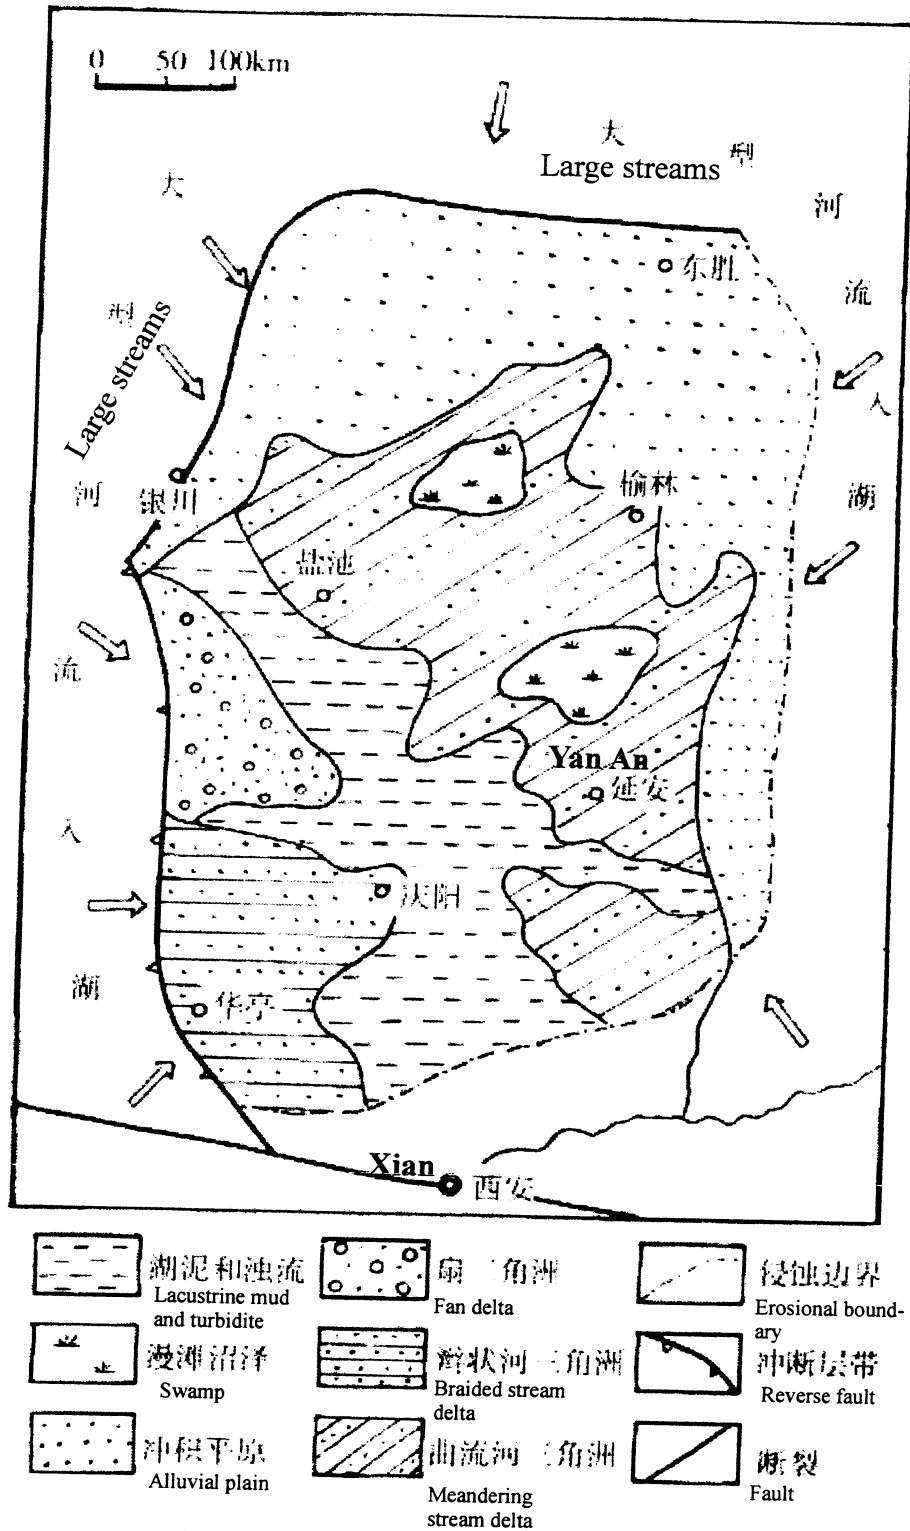 0 50 100km
大型河流入湖
Large streams
大型河流入湖
Large streams
东胜
银川
榆林
盐池
Yan An
延安
庆阳
华亭
Xian
西安
湖泥和浊流
Lacustrine mud
and turbidite
扇三角洲
Fan delta
侵蚀边界
Erosional bound-
ary
漫滩沼泽
Swamp
辫状河三角洲
Braided stream
delta
冲断层带
Reverse fault
冲积平原
Alluvial plain
曲流河三角洲
Meandering
stream delta
断裂
Fault